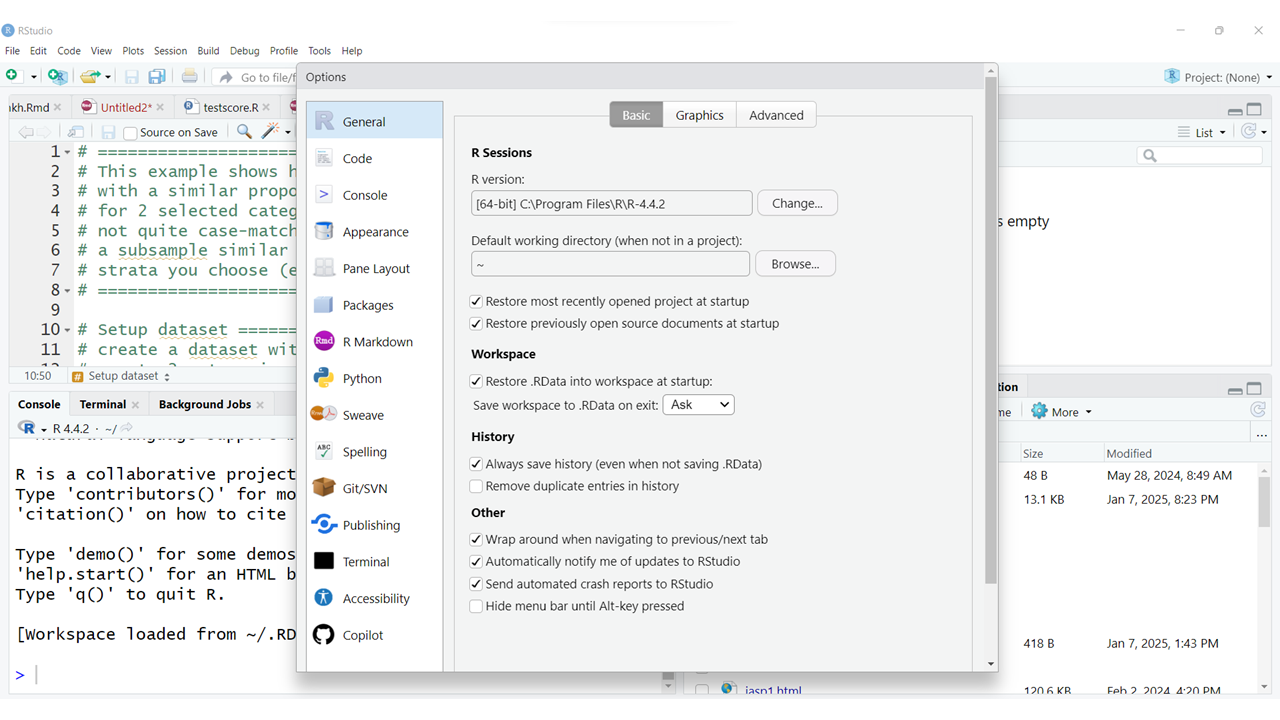 RStudio
File Edit Code View Plots Session Build Debug Profile Tools Help
Go to file/f
Project: (None)
Options
Untitled2*
testscore.R
Source on Save
List
1 # =====================
2 # This example shows h
3 # with a similar propo
4 # for 2 selected categ
5 # not quite case-match
6 # a subsample similar
7 # strata you choose (e
8 # =====================
9
10 # Setup dataset ======
11 # create a dataset wit
10:50 # Setup dataset
Console Terminal Background Jobs
R 4.4.2 · ~/
R is a collaborative project
Type 'contributors()' for mo
'citation()' on how to cite
Type 'demo()' for some demos
'help.start()' for an HTML b
Type 'q()' to quit R.
[Workspace loaded from ~/.RD
>
General
Code
Console
Appearance
Pane Layout
Packages
Rmd R Markdown
Python
Sweave
ABC Spelling
Git/SVN
Publishing
Terminal
Accessibility
Copilot
Basic Graphics Advanced
R Sessions
R version:
[64-bit] C:\Program Files\R\R-4.4.2 Change...
Default working directory (when not in a project):
~ Browse...
Restore most recently opened project at startup
Restore previously open source documents at startup
Workspace
Restore .RData into workspace at startup:
Save workspace to .RData on exit: Ask
History
Always save history (even when not saving .RData)
Remove duplicate entries in history
Other
Wrap around when navigating to previous/next tab
Automatically notify me of updates to RStudio
Send automated crash reports to RStudio
Hide menu bar until Alt-key pressed
s empty
tion
me More
Size Modified
48 B May 28, 2024, 8:49 AM
13.1 KB Jan 7, 2025, 8:23 PM
418 B Jan 7, 2025, 1:43 PM
jasp1.html 120.6 KB Feb 2, 2024, 4:20 PM